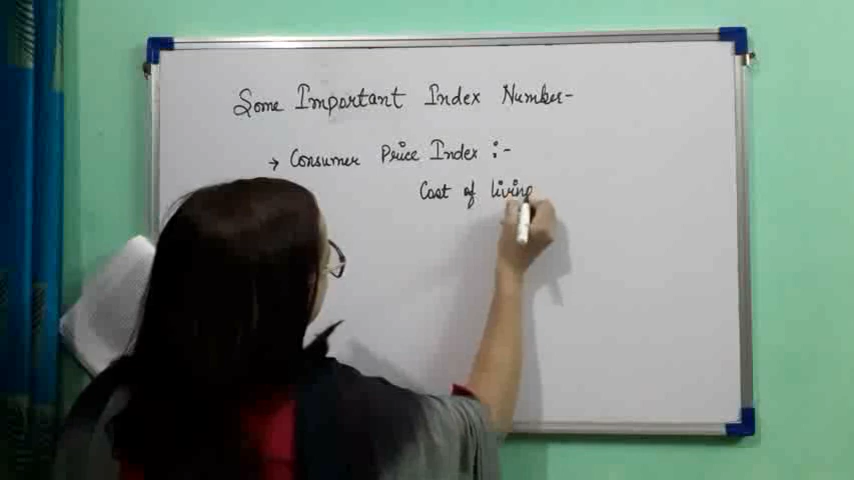 Some Important Index Number-
→ Consumer Price Index :-
Cost of living